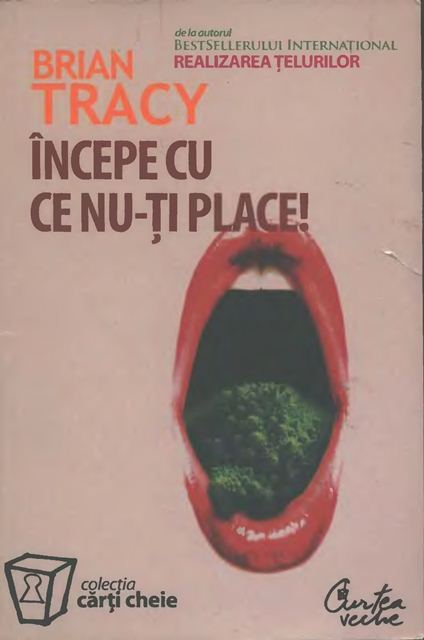 de la autorul
BESTSELLERULUI INTERNAȚIONAL
REALIZAREA ȚELURILOR
BRIAN
TRACY
ÎNCEPE CU
CE NU-ȚI PLACE!
colecția
cărți cheie
Curtea
veche